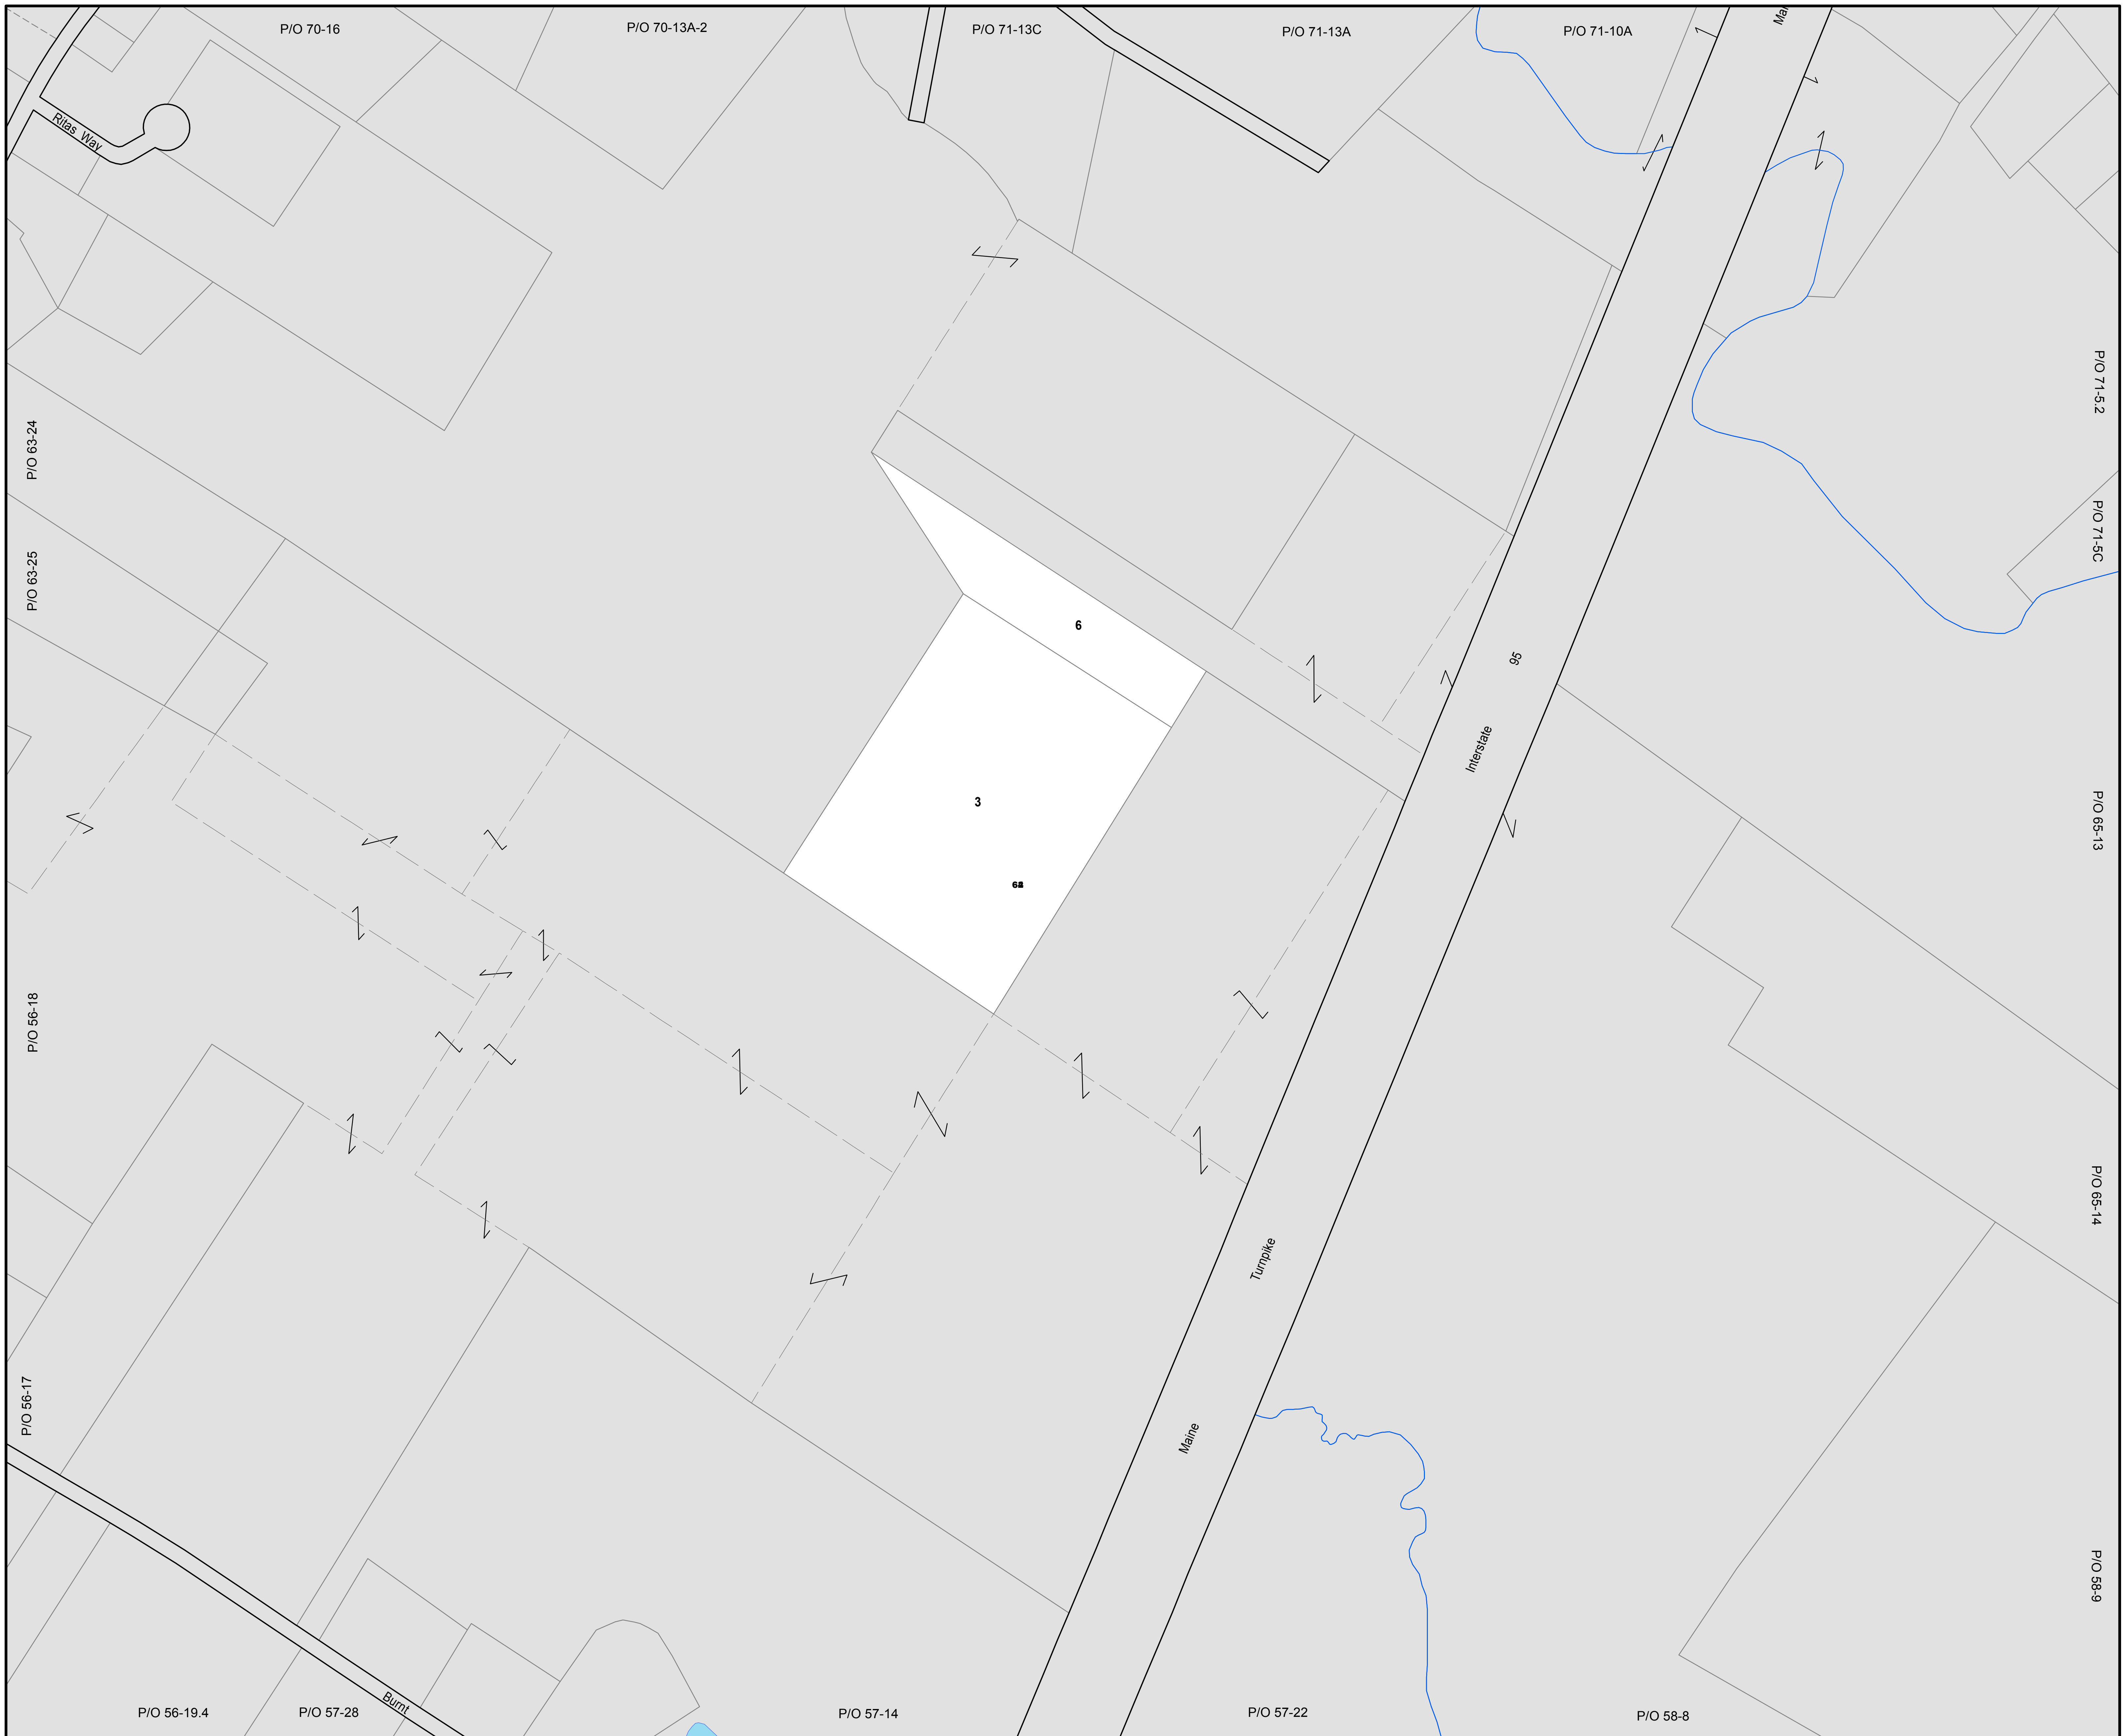 P/O 70-16
P/O 70-13A-2
P/O 71-13C
P/O 71-13A
P/O 71-10A
Ritas Way
P/O 71-5.2
P/O 63-24
P/O 71-5C
P/O 63-25
6
95
Interstate
3
P/O 65-13
P/O 56-18
P/O 65-14
Turnpike
P/O 56-17
Maine
P/O 58-9
Burnt
P/O 56-19.4
P/O 57-28
P/O 57-14
P/O 57-22
P/O 58-8